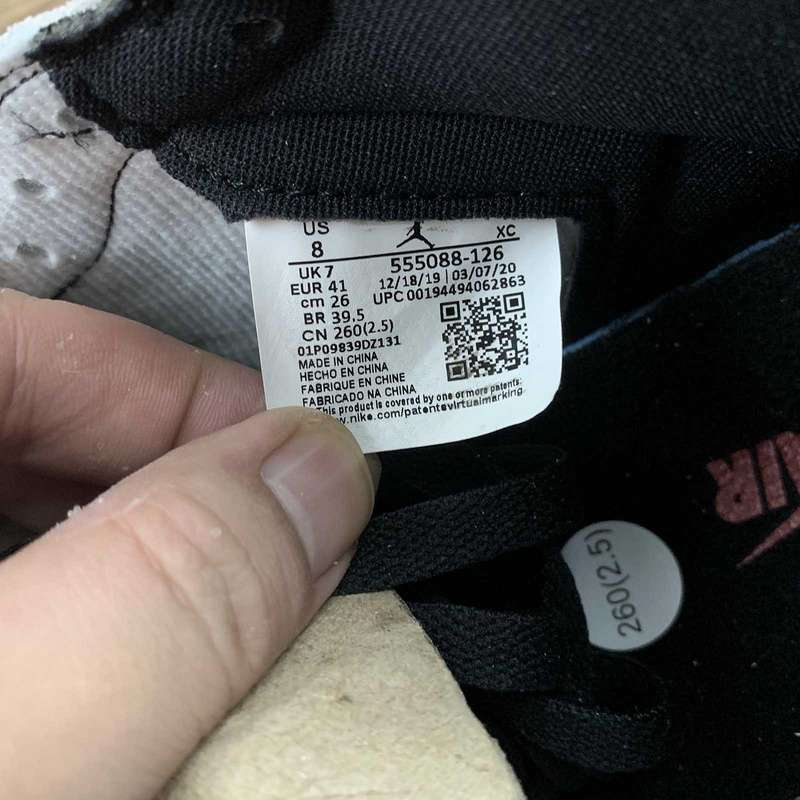 US
8
XC
555088-126
UK 7
12/18/19 | 03/07/20
EUR 41
UPC 00194494062863
cm 26
BR 39.5
CN 260(2.5)
01P09839DZ131
MADE IN CHINA
HECHO EN CHINA
FABRIQUE EN CHINE
FABRICADO NA CHINA
This product is covered by one or more patents:
w.nike.com/patentsvirtualmarking
AIR
260(2.5)